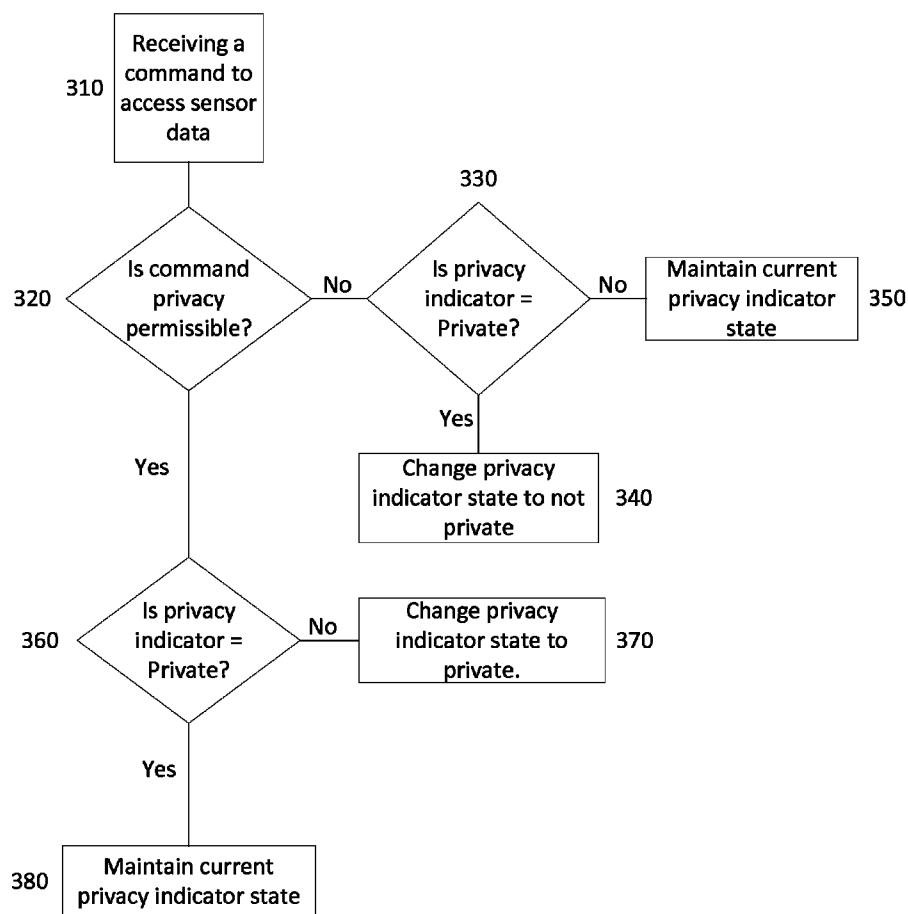 310
Receiving a
command to
access sensor
data
320
Is command
privacy
permissible?
No
330
Is privacy
indicator =
Private?
No
Maintain current
privacy indicator
state
350
Yes
Change privacy
indicator state to not
private
340
Yes
360
Is privacy
indicator =
Private?
No
Change privacy
indicator state to
private.
370
Yes
380
Maintain current
privacy indicator state